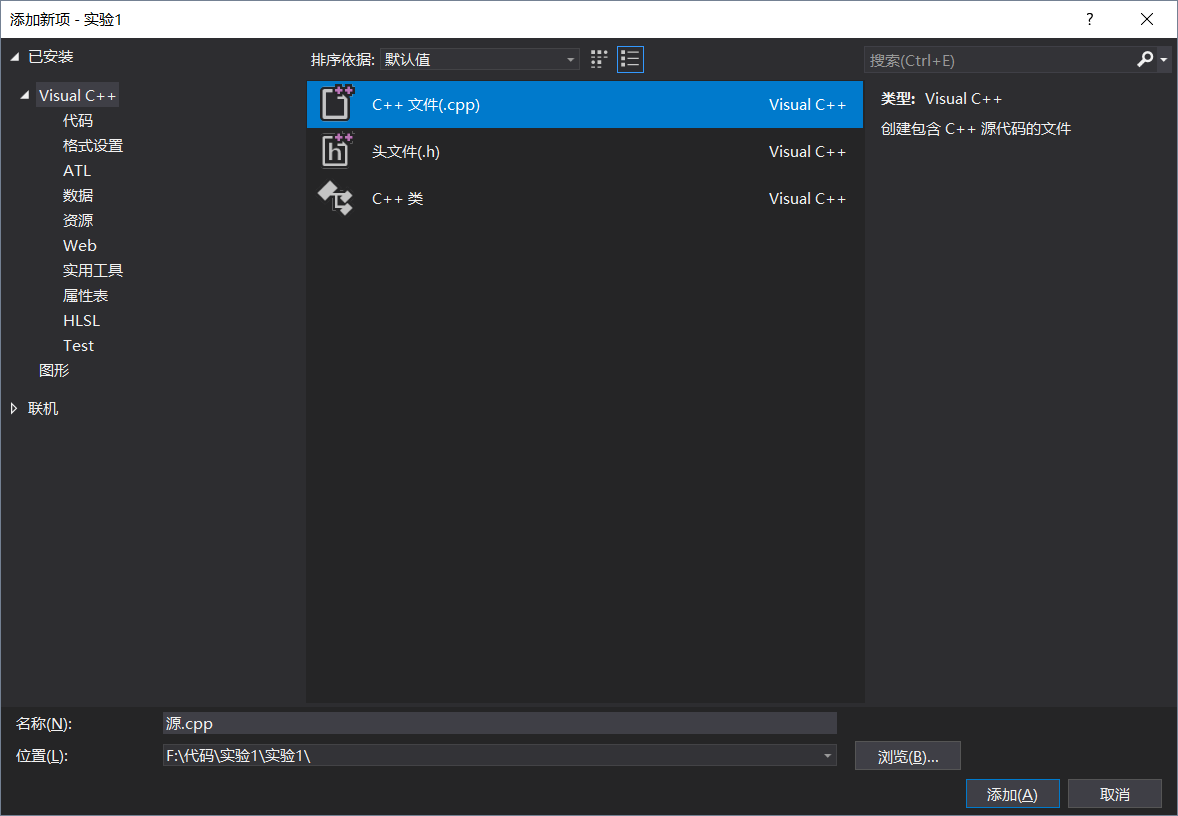 添加新项 - 实验1
?
已安装
Visual C++
代码
格式设置
ATL
数据
资源
Web
实用工具
属性表
HLSL
Test
图形
联机
排序依据: 默认值
C++ 文件(.cpp) Visual C++
头文件(.h) Visual C++
C++ 类 Visual C++
搜索(Ctrl+E)
类型: Visual C++
创建包含 C++ 源代码的文件
名称(N): 源.cpp
位置(L): F:\代码\实验1\实验1\
浏览(B)...
添加(A) 取消